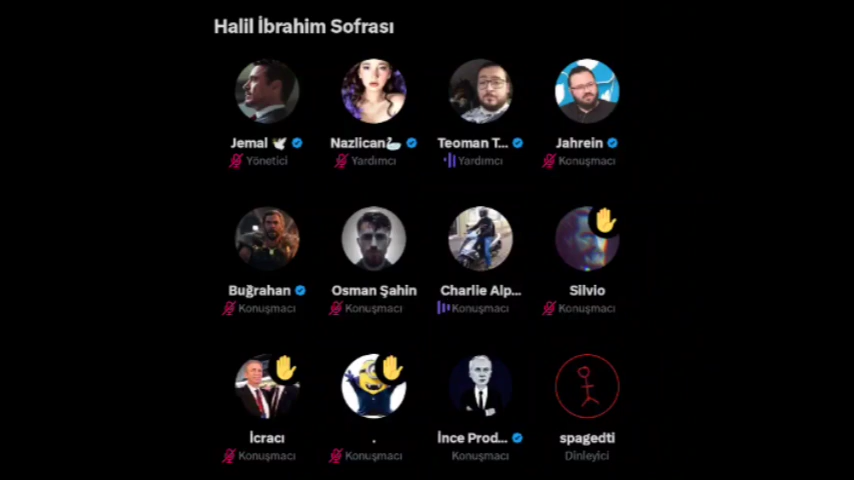 Halil İbrahim Sofrası
Jemal 🕊 Nazlican🦢 Teoman T... Jahrein
Yönetici Yardımcı Yardımcı Konuşmacı
Buğrahan Osman Şahin Charlie Alp... Silvio
Konuşmacı Konuşmacı Konuşmacı Konuşmacı
İcracı . İnce Prod... spagedti
Konuşmacı Konuşmacı Konuşmacı Dinleyici